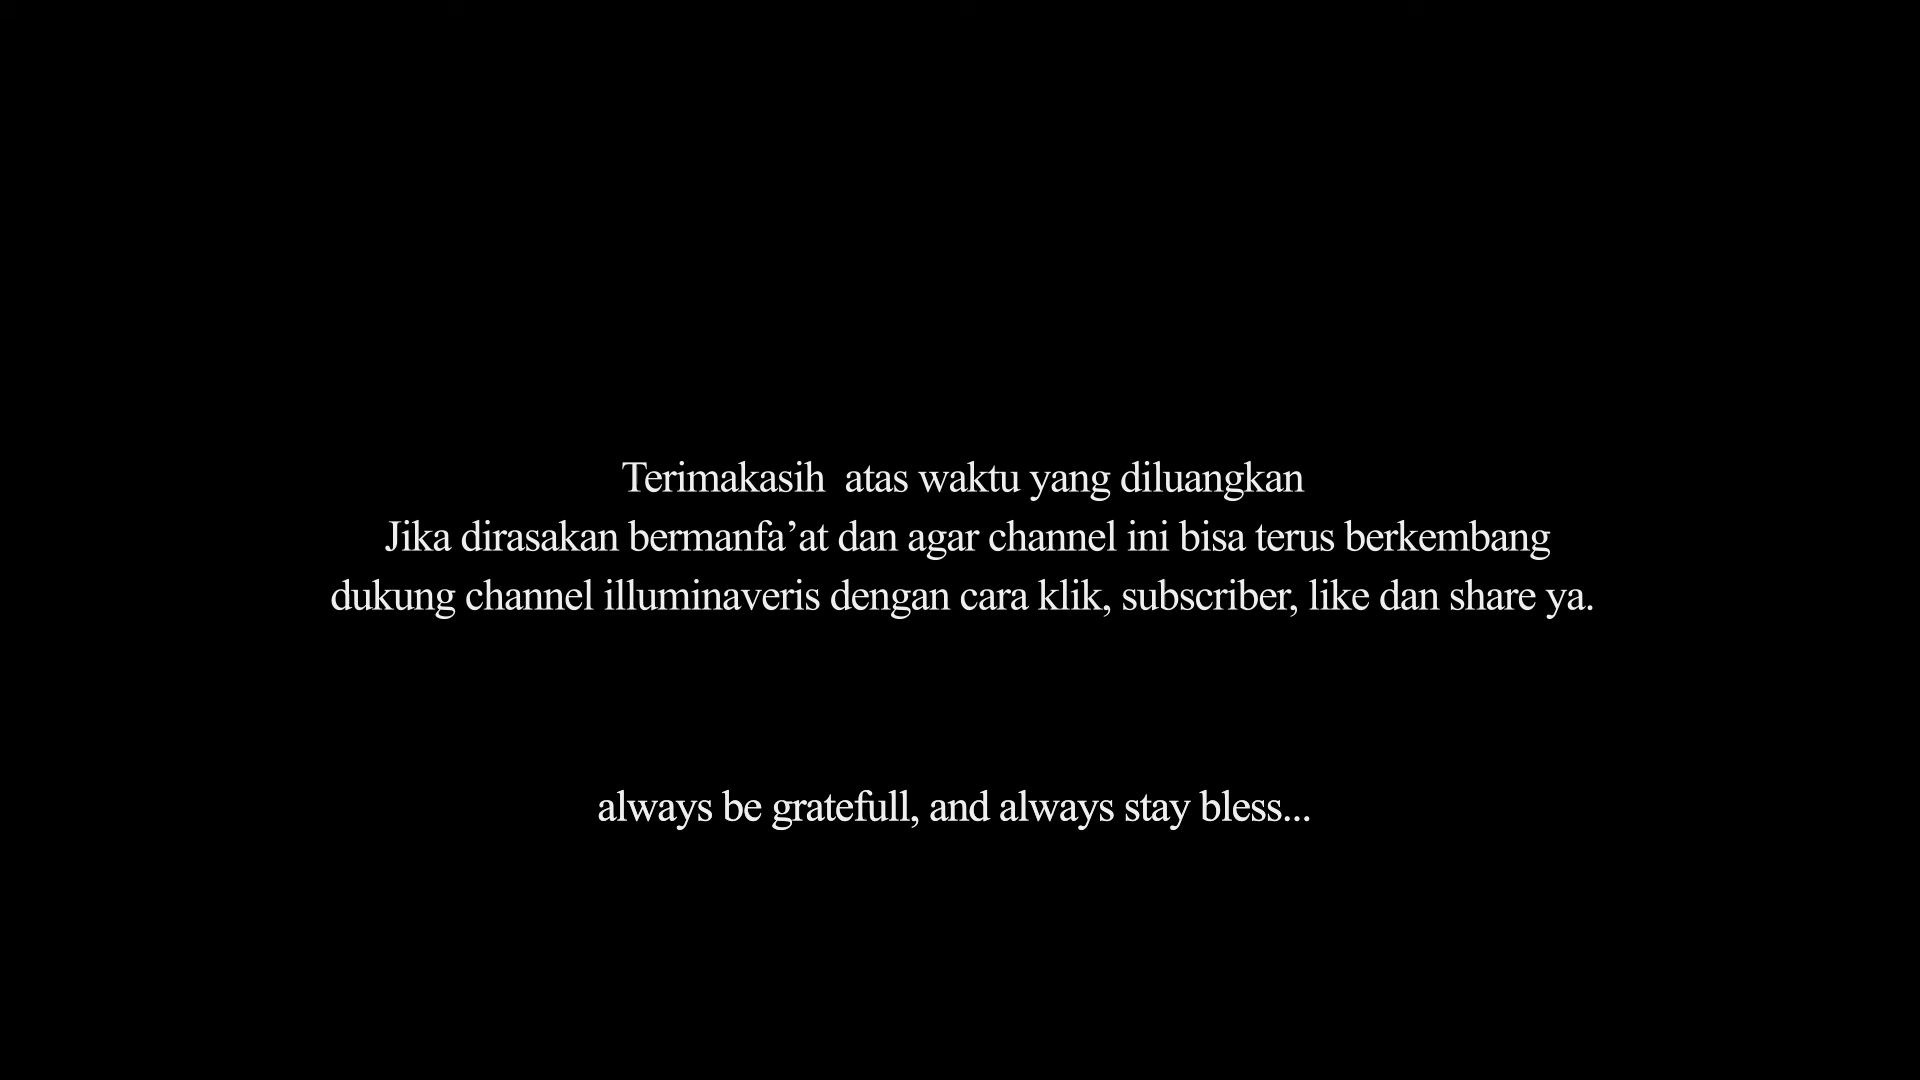 Terimakasih  atas waktu yang diluangkan
Jika dirasakan bermanfa’at dan agar channel ini bisa terus berkembang
dukung channel illuminaveris dengan cara klik, subscriber, like dan share ya.
always be gratefull, and always stay bless...